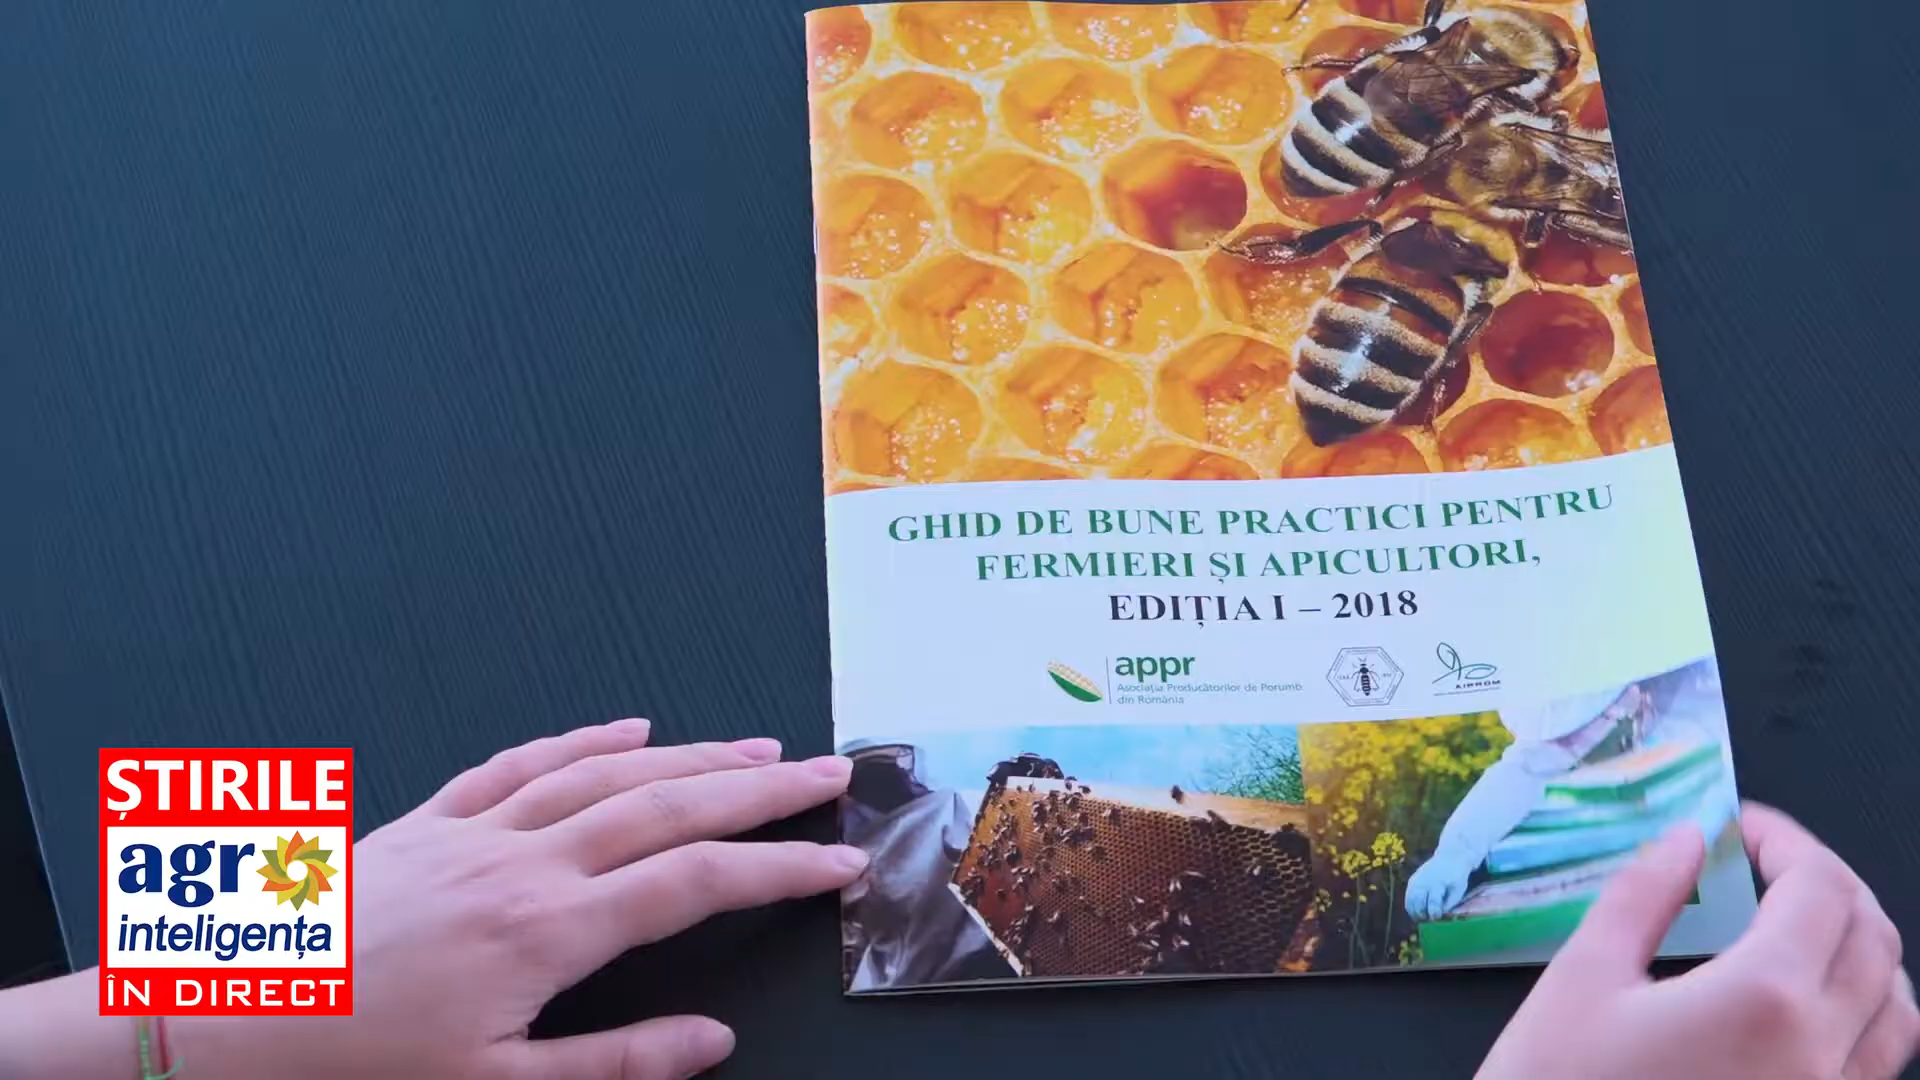 GHID DE BUNE PRACTICI PENTRU
FERMIERI ȘI APICULTORI,
EDIȚIA I – 2018
appr
Asociația Producătorilor de Porumb
din România
AIPROM
ȘTIRILE
agro
inteligența
ÎN DIRECT